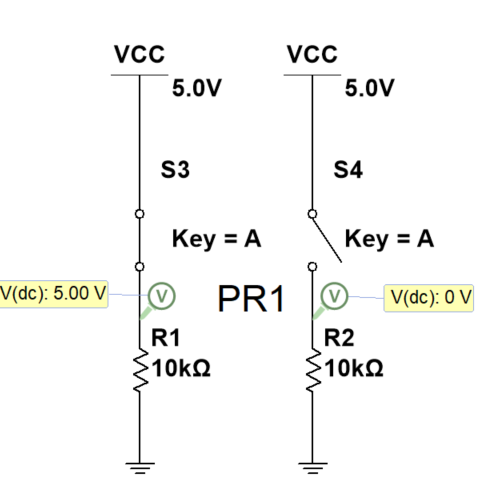 VCC
5.0V
S3
Key = A
V(dc): 5.00 V
V
R1
10kΩ
VCC
5.0V
S4
Key = A
PR1
V
V(dc): 0 V
R2
10kΩ